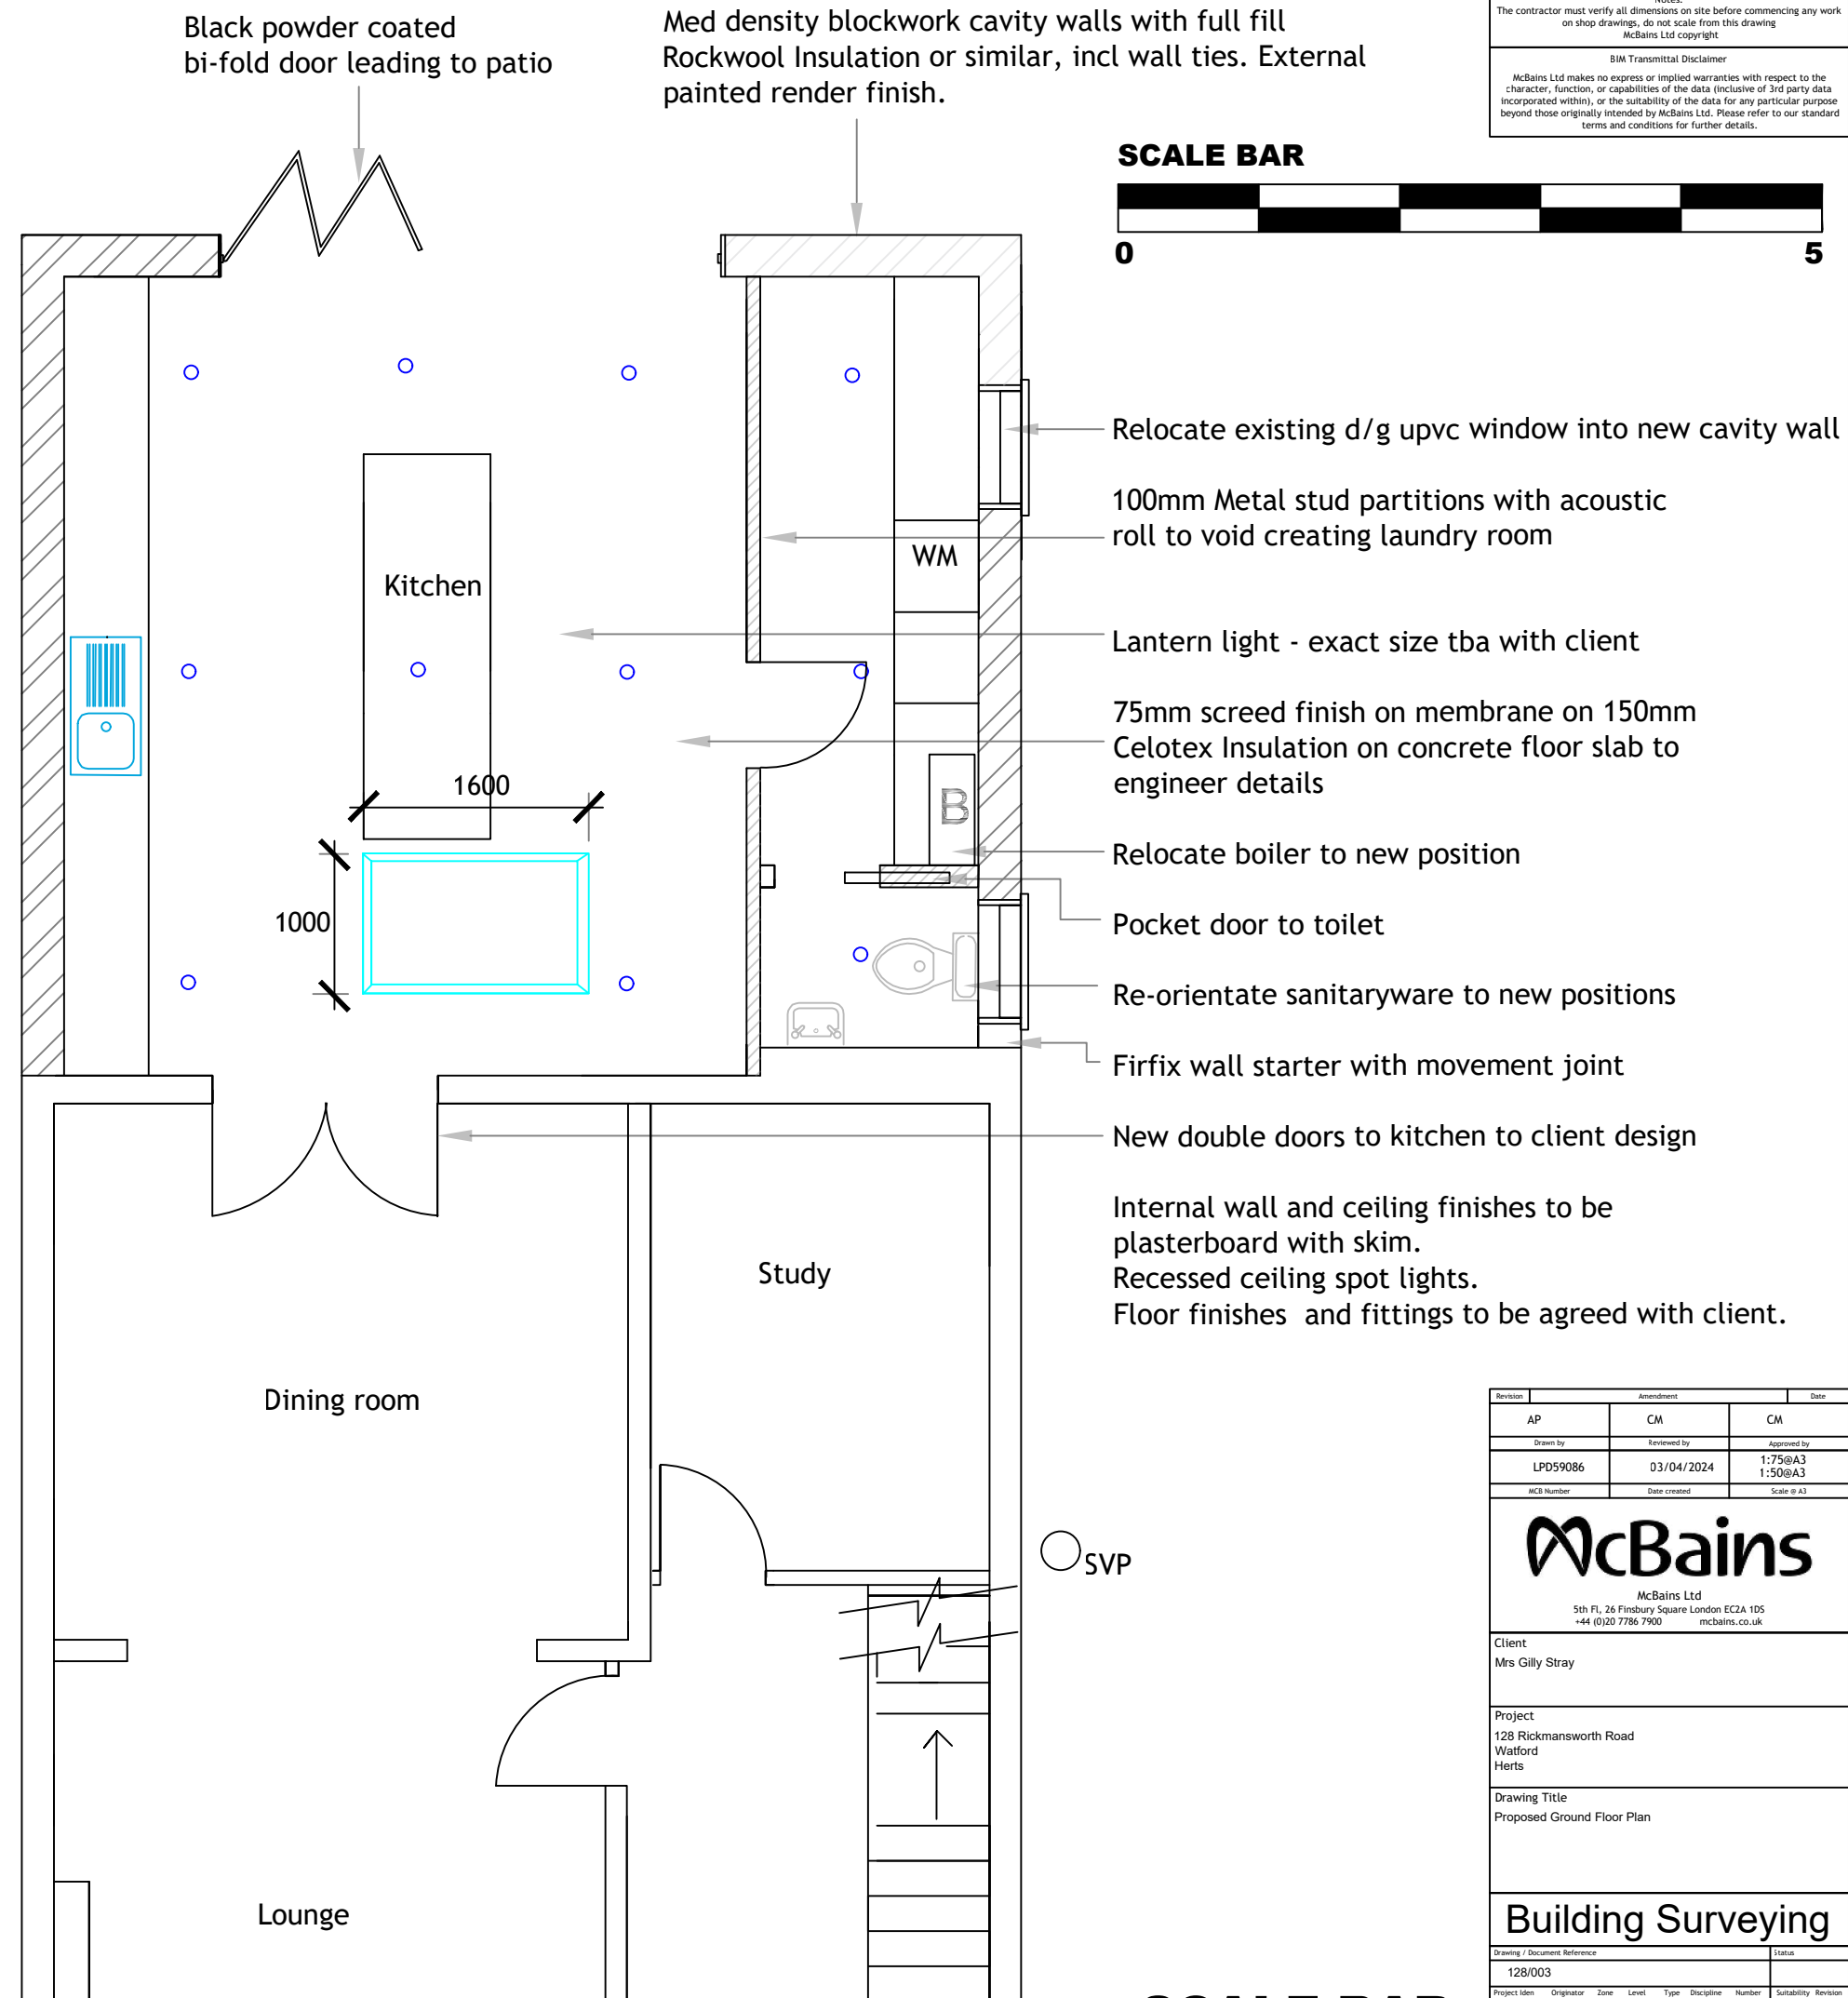 Black powder coated
bi-fold door leading to patio
Med density blockwork cavity walls with full fill
Rockwool Insulation or similar, incl wall ties. External
painted render finish.
Notes:
The contractor must verify all dimensions on site before commencing any work
on shop drawings, do not scale from this drawing
McBains Ltd copyright
BIM Transmittal Disclaimer
McBains Ltd makes no express or implied warranties with respect to the
character, function, or capabilities of the data (inclusive of 3rd party data
incorporated within), or the suitability of the data for any particular purpose
beyond those originally intended by McBains Ltd. Please refer to our standard
terms and conditions for further details.
SCALE BAR
0 5
Relocate existing d/g upvc window into new cavity wall
100mm Metal stud partitions with acoustic
roll to void creating laundry room
WM
Kitchen
Lantern light - exact size tba with client
75mm screed finish on membrane on 150mm
Celotex Insulation on concrete floor slab to
engineer details
1600
B
Relocate boiler to new position
1000
Pocket door to toilet
Re-orientate sanitaryware to new positions
Firfix wall starter with movement joint
New double doors to kitchen to client design
Internal wall and ceiling finishes to be
plasterboard with skim.
Recessed ceiling spot lights.
Floor finishes and fittings to be agreed with client.
Study
Dining room
SVP
Lounge
Revision Amendment Date
AP CM CM
Drawn by Reviewed by Approved by
LPD59086 03/04/2024 1:75@A3
1:50@A3
MCB Number Date created Scale @ A3
McBains
McBains Ltd
5th Fl, 26 Finsbury Square London EC2A 1DS
+44 (0)20 7786 7900 mcbains.co.uk
Client
Mrs Gilly Stray
Project
128 Rickmansworth Road
Watford
Herts
Drawing Title
Proposed Ground Floor Plan
Building Surveying
Drawing / Document Reference Status
128/003
Project Iden Originator Zone Level Type Discipline Number Suitability Revision
SCALE BAR